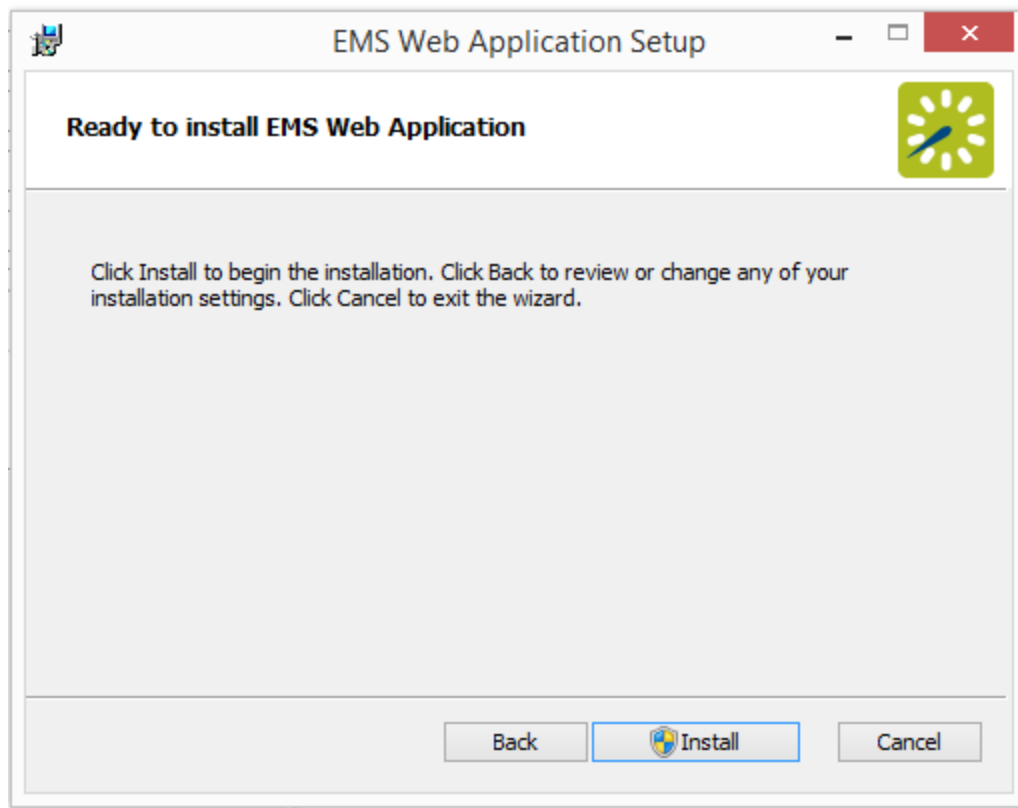 EMS Web Application Setup
Ready to install EMS Web Application
Click Install to begin the installation. Click Back to review or change any of your
installation settings. Click Cancel to exit the wizard.
Back
Install
Cancel